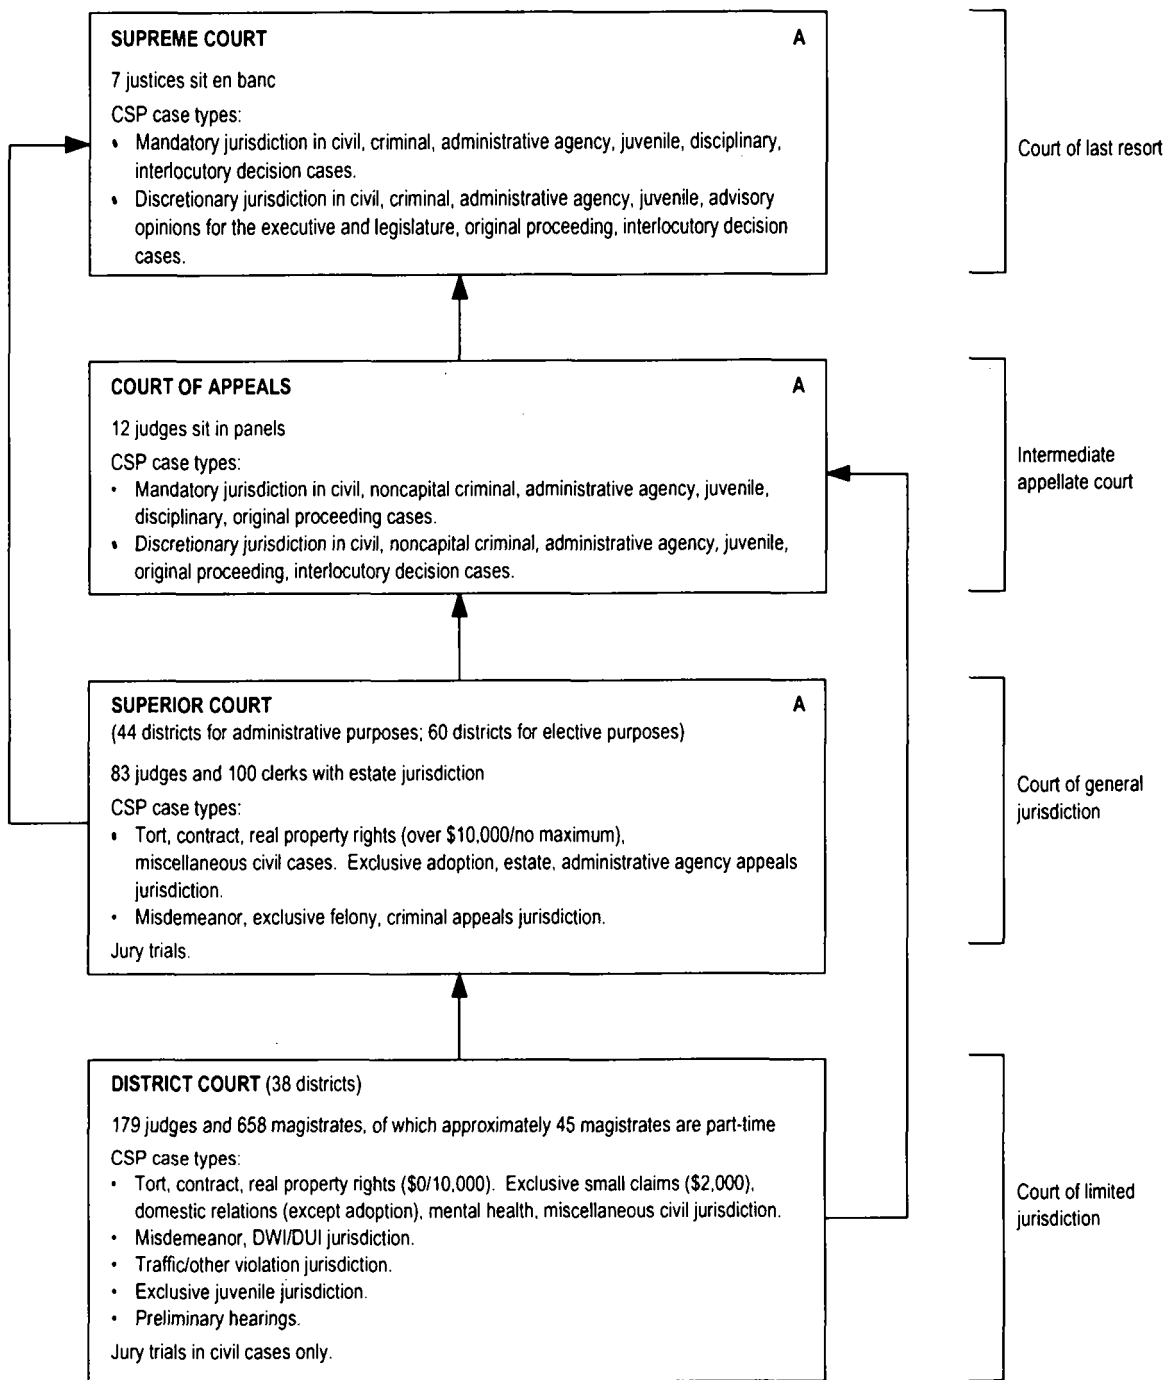 SUPREME COURT A
7 justices sit en banc
CSP case types:
• Mandatory jurisdiction in civil, criminal, administrative agency, juvenile, disciplinary,
interlocutory decision cases.
• Discretionary jurisdiction in civil, criminal, administrative agency, juvenile, advisory
opinions for the executive and legislature, original proceeding, interlocutory decision
cases.
Court of last resort
COURT OF APPEALS A
12 judges sit in panels
CSP case types:
• Mandatory jurisdiction in civil, noncapital criminal, administrative agency, juvenile,
disciplinary, original proceeding cases.
• Discretionary jurisdiction in civil, noncapital criminal, administrative agency, juvenile,
original proceeding, interlocutory decision cases.
Intermediate
appellate court
SUPERIOR COURT A
(44 districts for administrative purposes; 60 districts for elective purposes)
83 judges and 100 clerks with estate jurisdiction
CSP case types:
• Tort, contract, real property rights (over $10,000/no maximum),
miscellaneous civil cases. Exclusive adoption, estate, administrative agency appeals
jurisdiction.
• Misdemeanor, exclusive felony, criminal appeals jurisdiction.
Jury trials.
Court of general
jurisdiction
DISTRICT COURT (38 districts)
179 judges and 658 magistrates, of which approximately 45 magistrates are part-time
CSP case types:
• Tort, contract, real property rights ($0/10,000). Exclusive small claims ($2,000),
domestic relations (except adoption), mental health, miscellaneous civil jurisdiction.
• Misdemeanor, DWI/DUI jurisdiction.
• Traffic/other violation jurisdiction.
• Exclusive juvenile jurisdiction.
• Preliminary hearings.
Jury trials in civil cases only.
Court of limited
jurisdiction